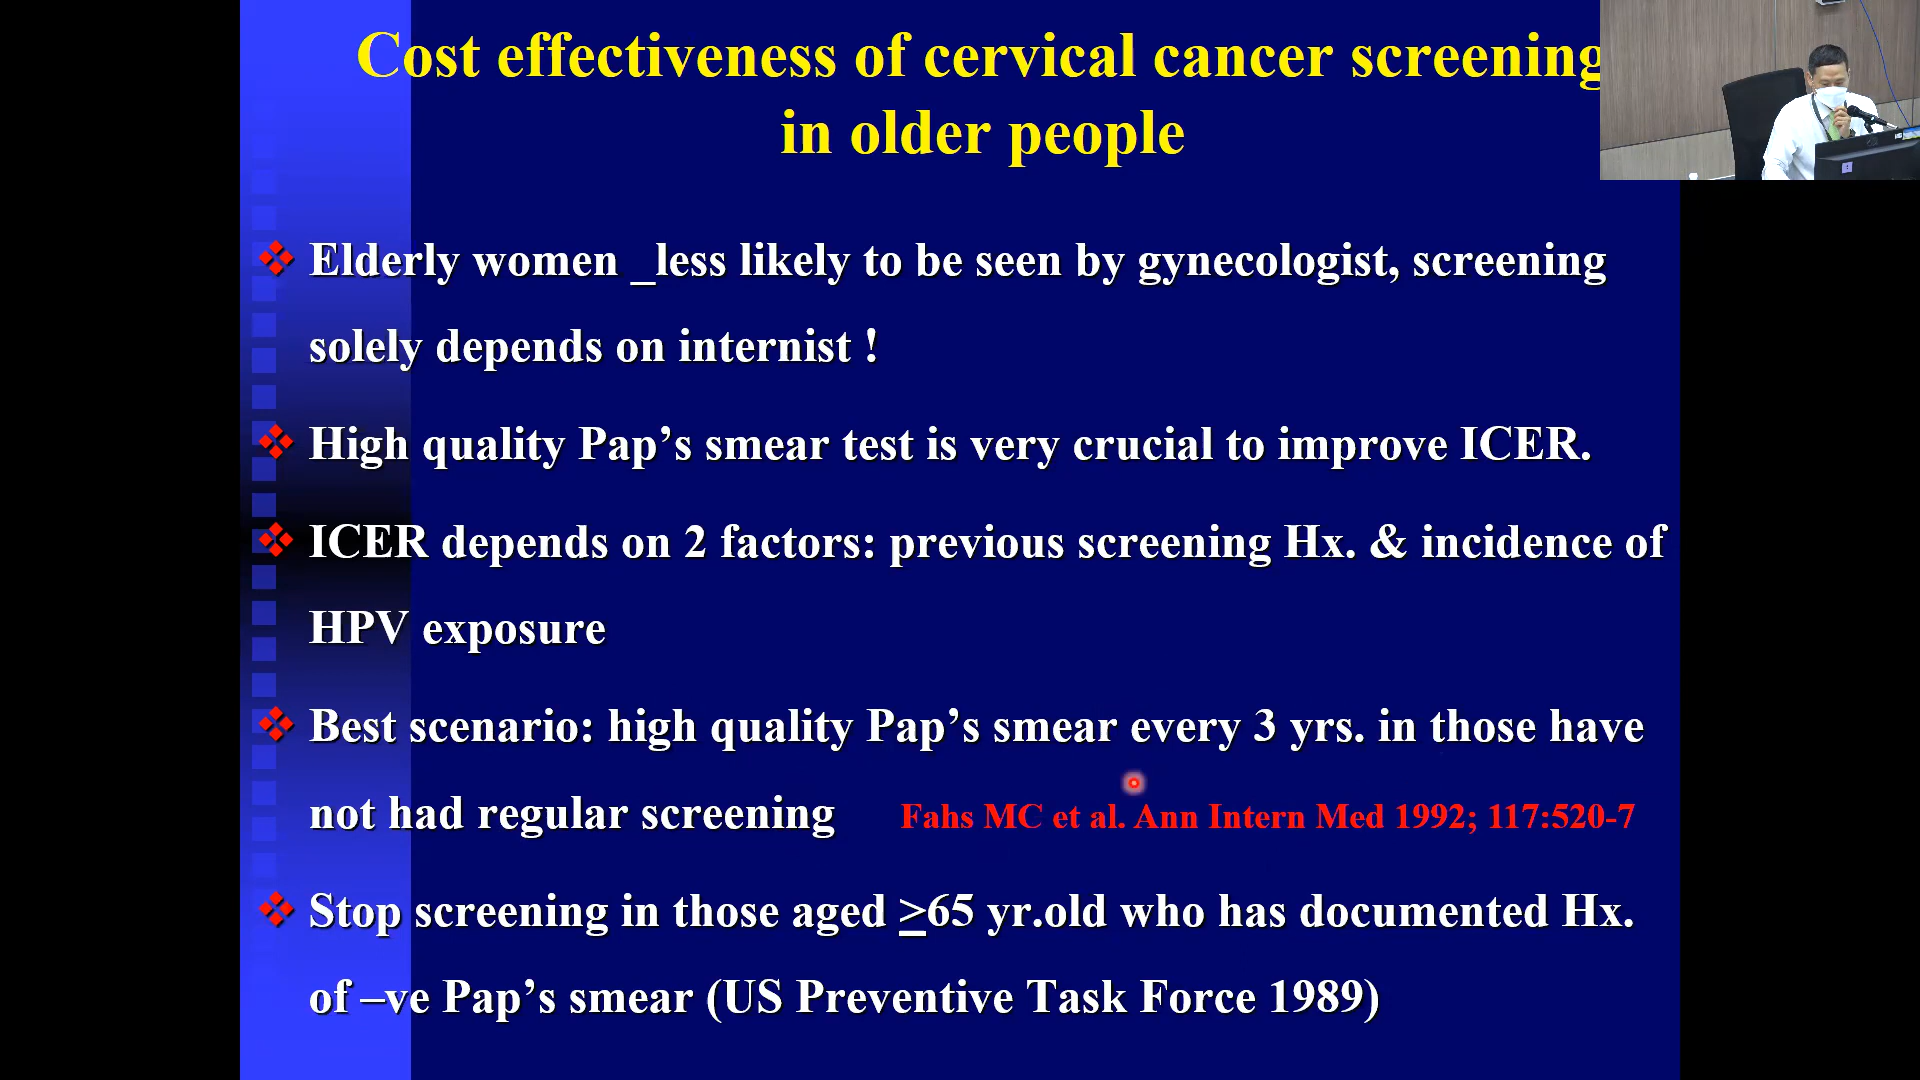 Cost effectiveness of cervical cancer screening
in older people
Elderly women _less likely to be seen by gynecologist, screening
solely depends on internist !
High quality Pap’s smear test is very crucial to improve ICER.
ICER depends on 2 factors: previous screening Hx. & incidence of
HPV exposure
Best scenario: high quality Pap’s smear every 3 yrs. in those have
not had regular screening Fahs MC et al. Ann Intern Med 1992; 117:520-7
Stop screening in those aged ≥65 yr.old who has documented Hx.
of –ve Pap’s smear (US Preventive Task Force 1989)